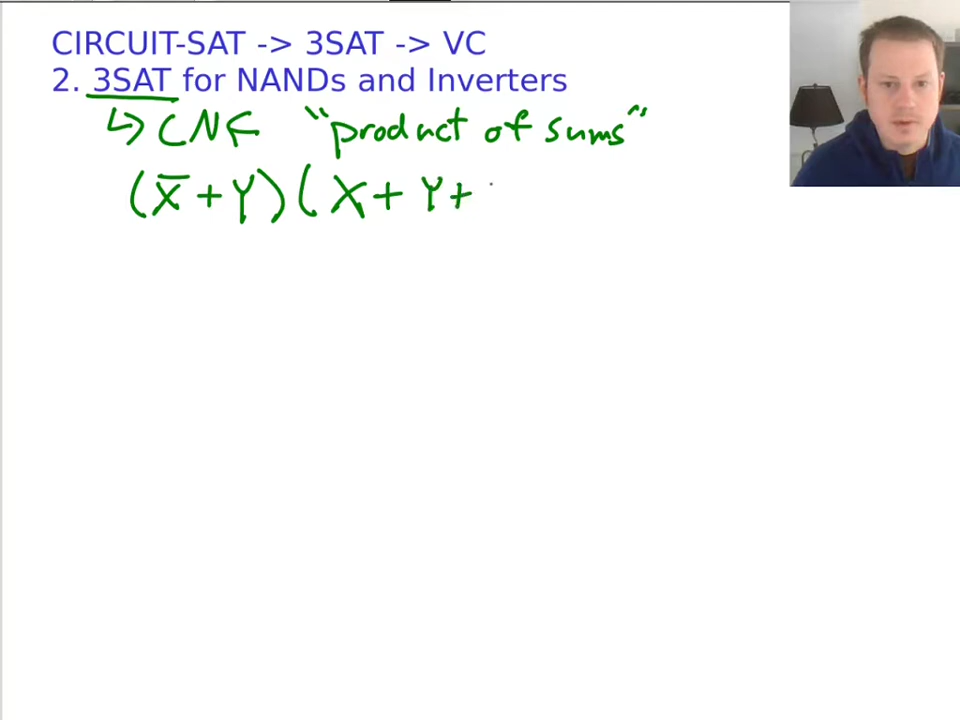 CIRCUIT-SAT -> 3SAT -> VC
2. 3SAT for NANDs and Inverters
↳ CNF "product of sums"
(X̅ + Y)(X + Y +